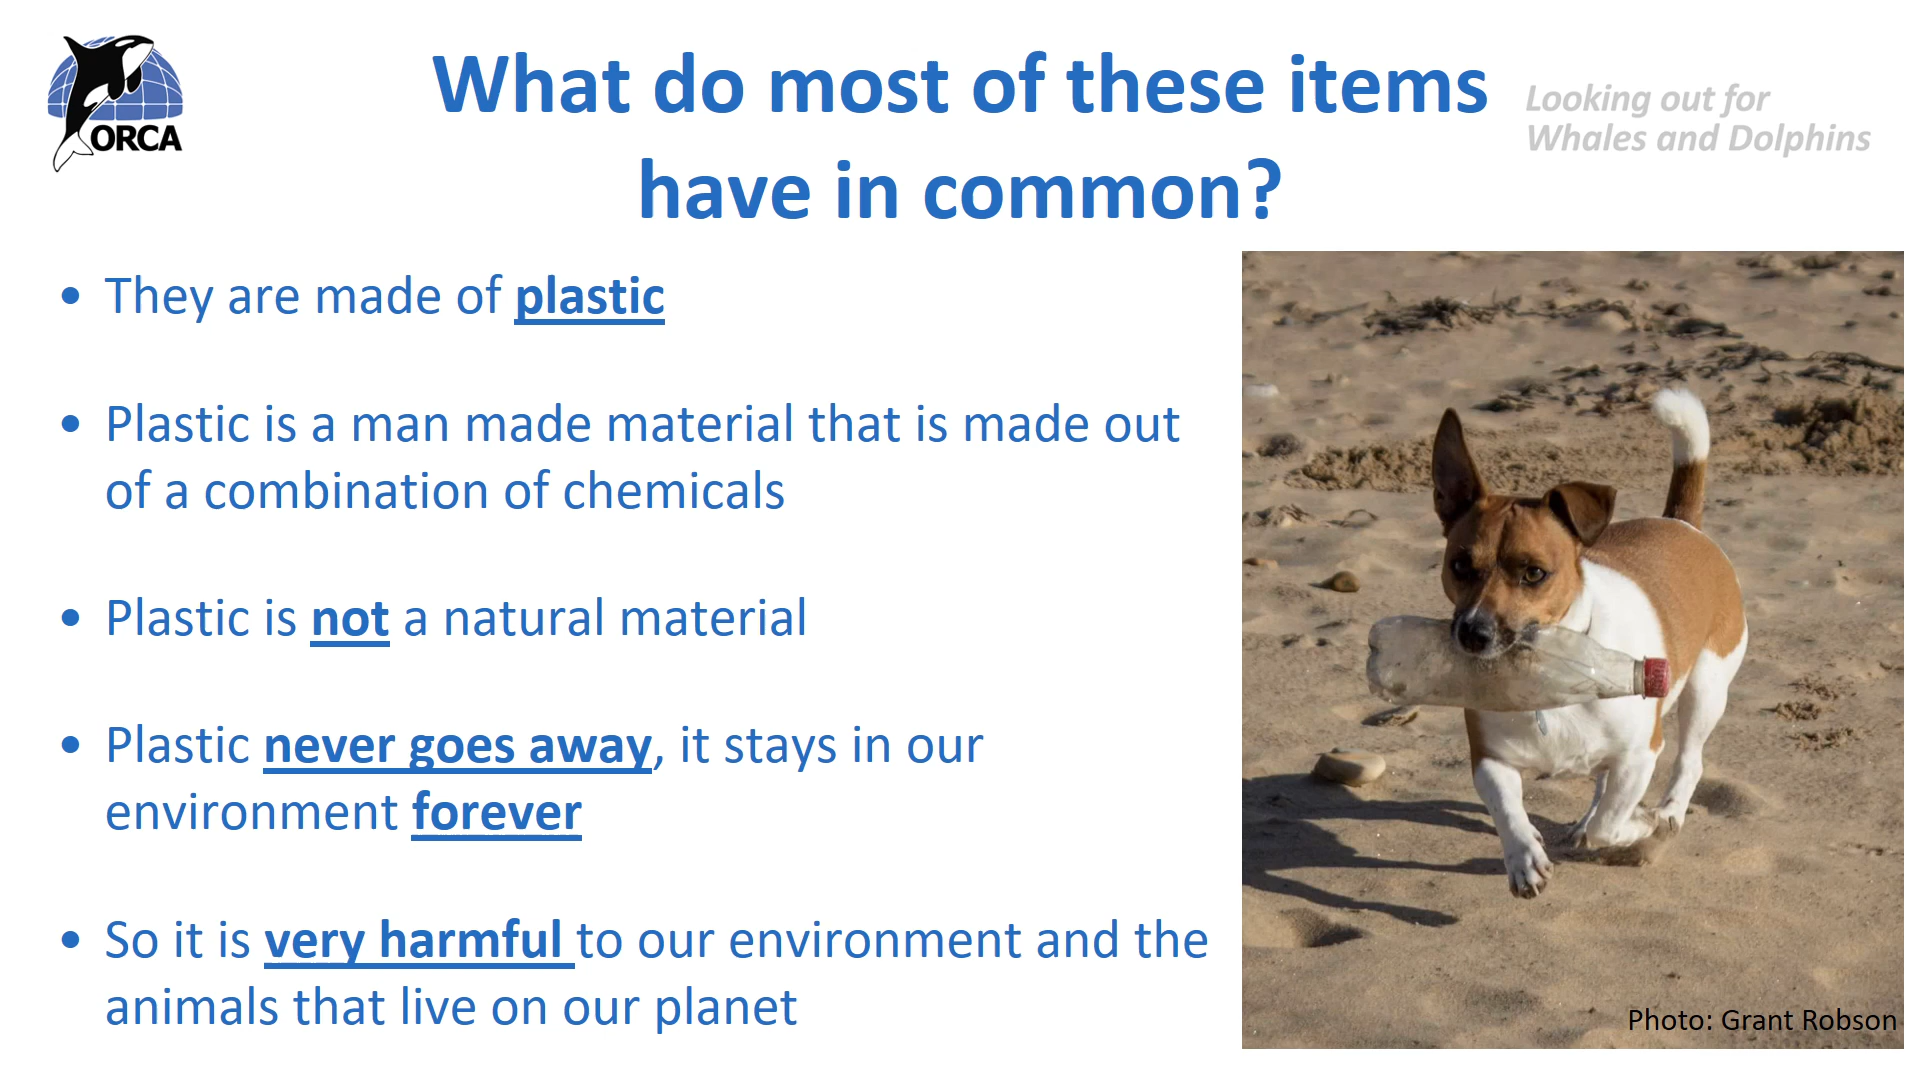 ORCA
What do most of these items
have in common?
Looking out for
Whales and Dolphins
• They are made of plastic
• Plastic is a man made material that is made out
of a combination of chemicals
• Plastic is not a natural material
• Plastic never goes away, it stays in our
environment forever
• So it is very harmful to our environment and the
animals that live on our planet
Photo: Grant Robson